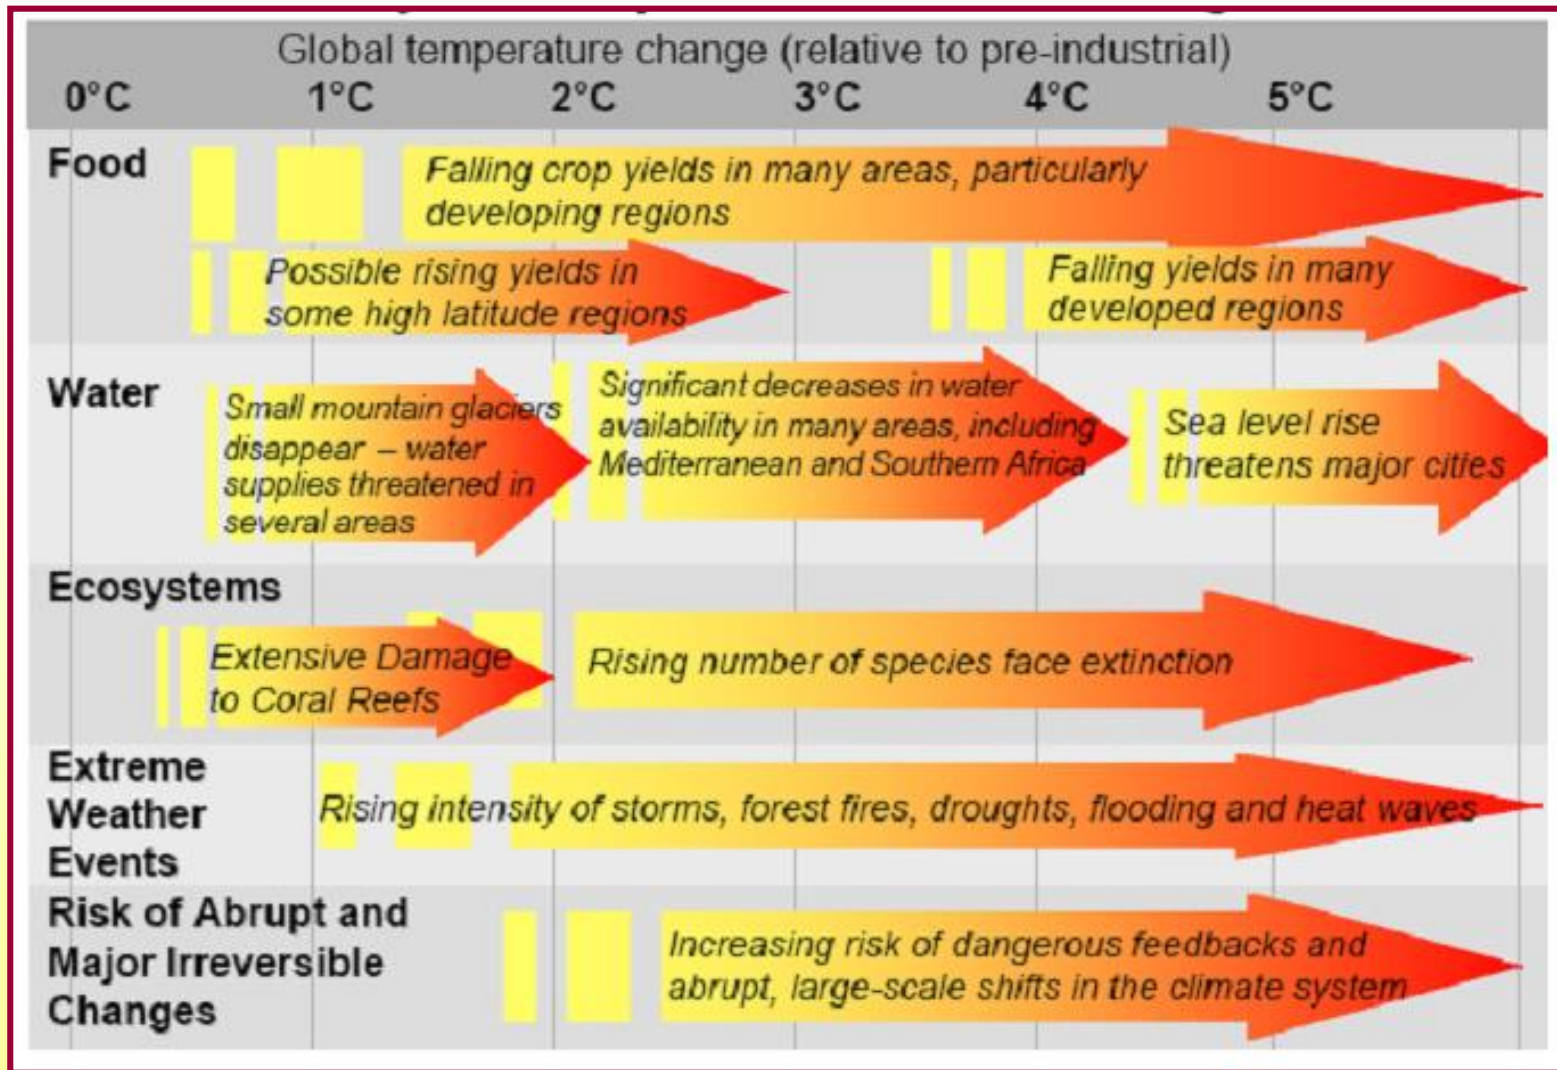 Global temperature change (relative to pre-industrial)
0°C 1°C 2°C 3°C 4°C 5°C
Food
Falling crop yields in many areas, particularly
developing regions
Possible rising yields in
some high latitude regions
Falling yields in many
developed regions
Water
Small mountain glaciers
disappear – water
supplies threatened in
several areas
Significant decreases in water
availability in many areas, including
Mediterranean and Southern Africa
Sea level rise
threatens major cities
Ecosystems
Extensive Damage
to Coral Reefs
Rising number of species face extinction
Extreme
Weather
Events
Rising intensity of storms, forest fires, droughts, flooding and heat waves
Risk of Abrupt and
Major Irreversible
Changes
Increasing risk of dangerous feedbacks and
abrupt, large-scale shifts in the climate system